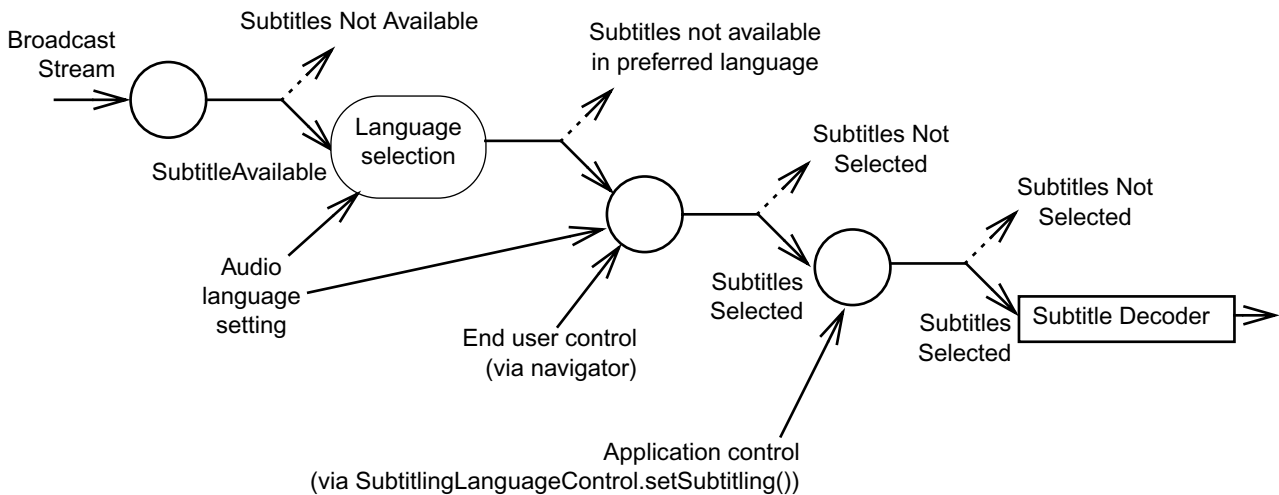 Subtitles Not Available
Broadcast
Stream
Subtitles not available
in preferred language
Language
selection
SubtitleAvailable
Subtitles Not
Selected
Subtitles Not
Selected
Audio
language
setting
Subtitles
Selected
End user control
(via navigator)
Subtitles
Selected
Subtitle Decoder
Application control
(via SubtitlingLanguageControl.setSubtitling())